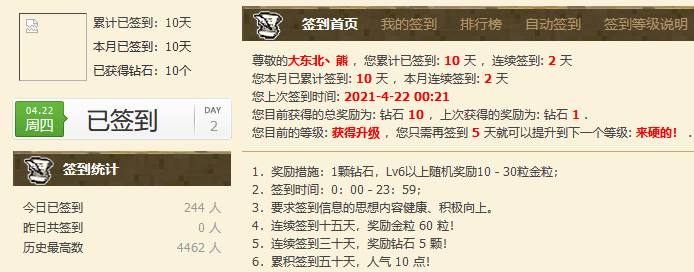 累计已签到：10天
本月已签到：10天
已获得钻石：10个
04.22
周四
已签到
DAY
2
签到统计
今日已签到 244 人
昨日共签到 0 人
历史最高数 4462 人
签到首页 我的签到 排行榜 自动签到 签到等级说明
尊敬的大东北丶熊 ，您累计已签到: 10 天 ，连续签到: 2 天
您本月已累计签到: 10 天 ，本月连续签到: 2 天
您上次签到时间: 2021-4-22 00:21
您目前获得的总奖励为: 钻石 10 ，上次获得的奖励为: 钻石 1 .
您目前的等级: 获得升级 ，您只需再签到 5 天就可以提升到下一个等级: 来硬的！ .
1. 奖励措施：1颗钻石，Lv6以上随机奖励10－30粒金粒；
2. 签到时间：0：00－23：59；
3. 要求签到信息的思想内容健康、积极向上。
4. 连续签到十五天，奖励金粒 60 粒！
5. 连续签到三十天，奖励钻石 5 颗！
6. 累积签到五十天，人气 10 点！